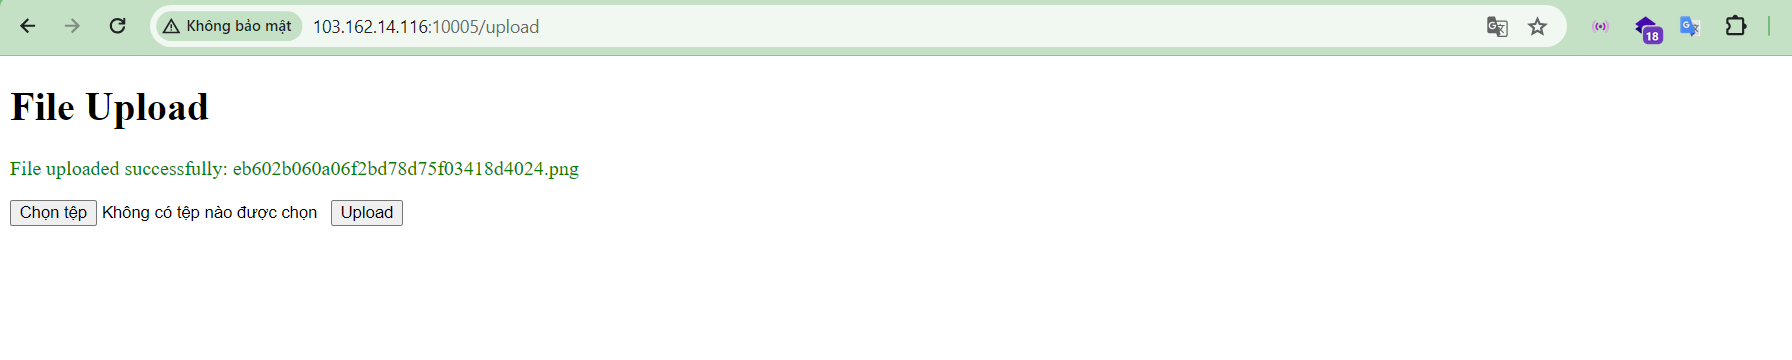 Không bảo mật 103.162.14.116:10005/upload
18
File Upload
File uploaded successfully: eb602b060a06f2bd78d75f03418d4024.png
Chọn tệp Không có tệp nào được chọn Upload